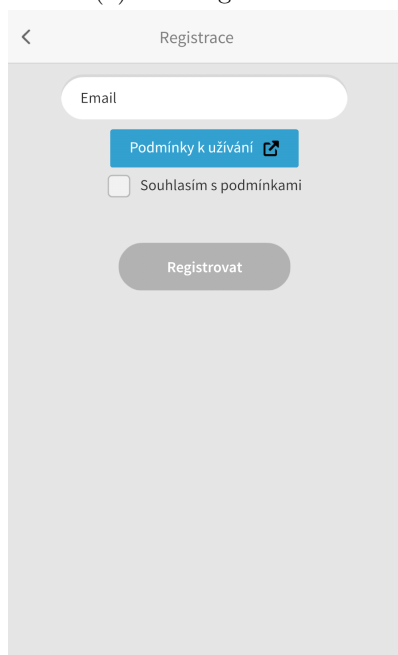 Registrace
Email
Podmínky k užívání
Souhlasím s podmínkami
Registrovat